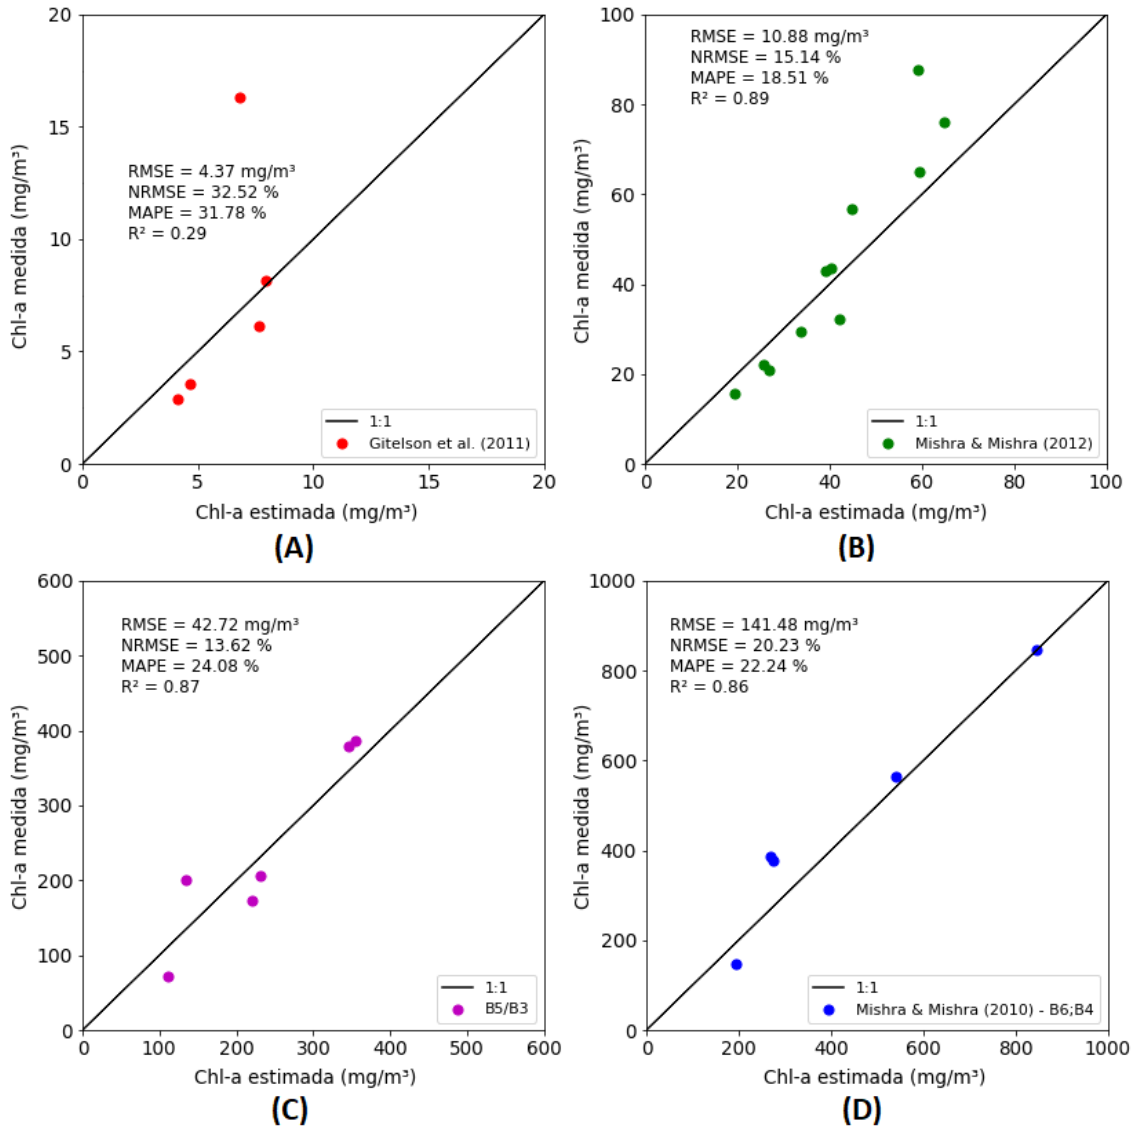 20
15
10
5
0
0
5
10
15
20
Chl-a medida (mg/m³)
Chl-a estimada (mg/m³)
RMSE = 4.37 mg/m³
NRMSE = 32.52 %
MAPE = 31.78 %
R² = 0.29
1:1
Gitelson et al. (2011)
(A)
100
80
60
40
20
0
0
20
40
60
80
100
Chl-a medida (mg/m³)
Chl-a estimada (mg/m³)
RMSE = 10.88 mg/m³
NRMSE = 15.14 %
MAPE = 18.51 %
R² = 0.89
1:1
Mishra & Mishra (2012)
(B)
600
500
400
300
200
100
0
0
100
200
300
400
500
600
Chl-a medida (mg/m³)
Chl-a estimada (mg/m³)
RMSE = 42.72 mg/m³
NRMSE = 13.62 %
MAPE = 24.08 %
R² = 0.87
1:1
B5/B3
(C)
1000
800
600
400
200
0
0
200
400
600
800
1000
Chl-a medida (mg/m³)
Chl-a estimada (mg/m³)
RMSE = 141.48 mg/m³
NRMSE = 20.23 %
MAPE = 22.24 %
R² = 0.86
1:1
Mishra & Mishra (2010) - B6;B4
(D)